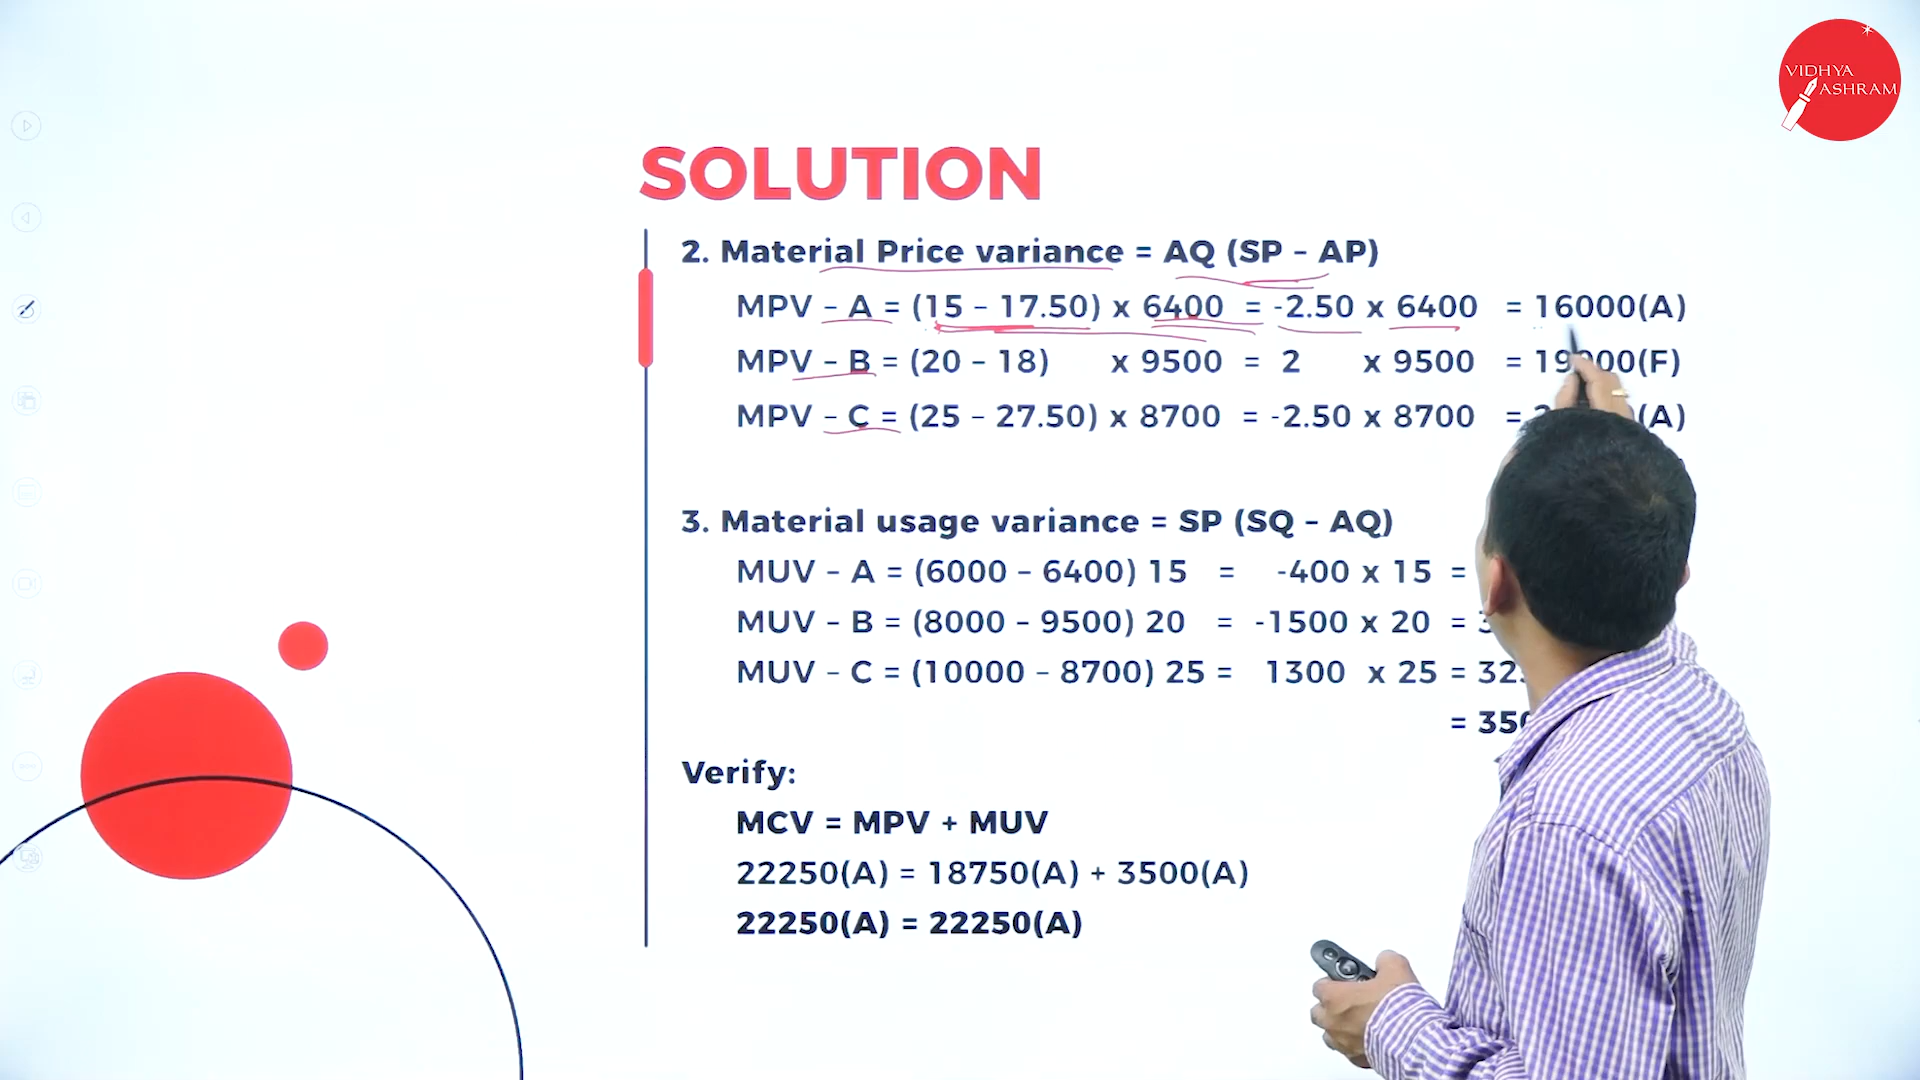 VIDHYA
ASHRAM
SOLUTION
2. Material Price variance = AQ (SP - AP)
MPV - A = (15 - 17.50) x 6400 = -2.50 x 6400 = 16000(A)
MPV - B = (20 - 18) x 9500 = 2 x 9500 = 19000(F)
MPV - C = (25 - 27.50) x 8700 = -2.50 x 8700 = (A)
3. Material usage variance = SP (SQ - AQ)
MUV - A = (6000 - 6400) 15 = -400 x 15 =
MUV - B = (8000 - 9500) 20 = -1500 x 20 =
MUV - C = (10000 - 8700) 25 = 1300 x 25 =
=
Verify:
MCV = MPV + MUV
22250(A) = 18750(A) + 3500(A)
22250(A) = 22250(A)